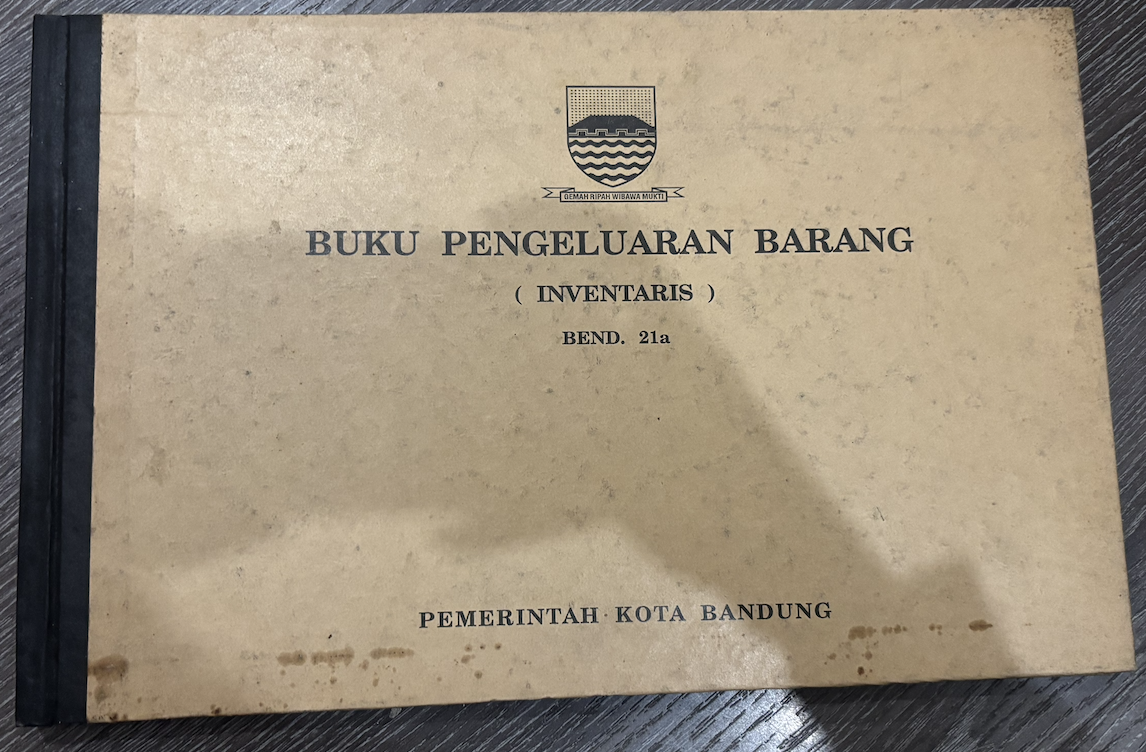 GEMAH RIPAH WIBAWA MUKTI
BUKU PENGELUARAN BARANG
( INVENTARIS )
BEND. 21a
PEMERINTAH KOTA BANDUNG